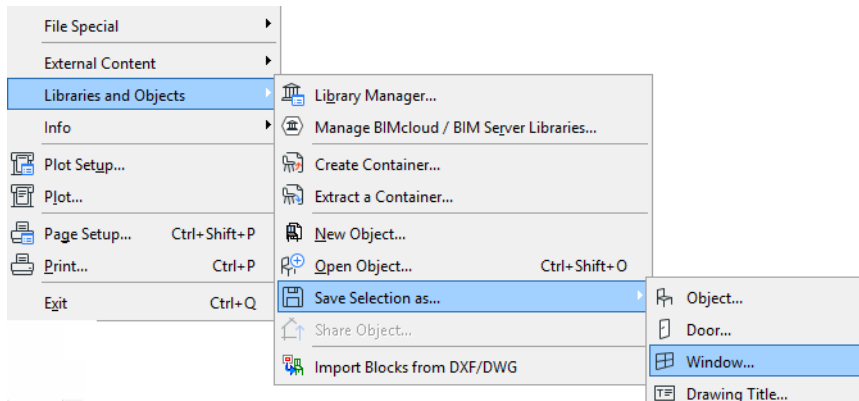 File Special
External Content
Libraries and Objects
Info
Plot Setup...
Plot...
Page Setup... Ctrl+Shift+P
Print... Ctrl+P
Exit Ctrl+Q
Library Manager...
Manage BIMcloud / BIM Server Libraries...
Create Container...
Extract a Container...
New Object...
Open Object... Ctrl+Shift+O
Save Selection as...
Share Object...
Import Blocks from DXF/DWG
Object...
Door...
Window...
Drawing Title...